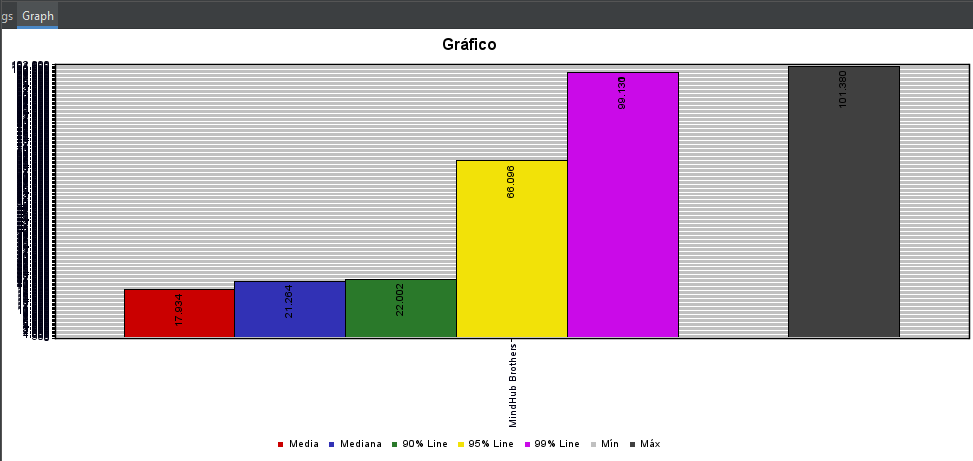 gs Graph
Gráfico
17.934
21.264
22.002
66.096
99.130
101.380
MindHub Brothers
Media Mediana 90% Line 95% Line 99% Line Mín Máx